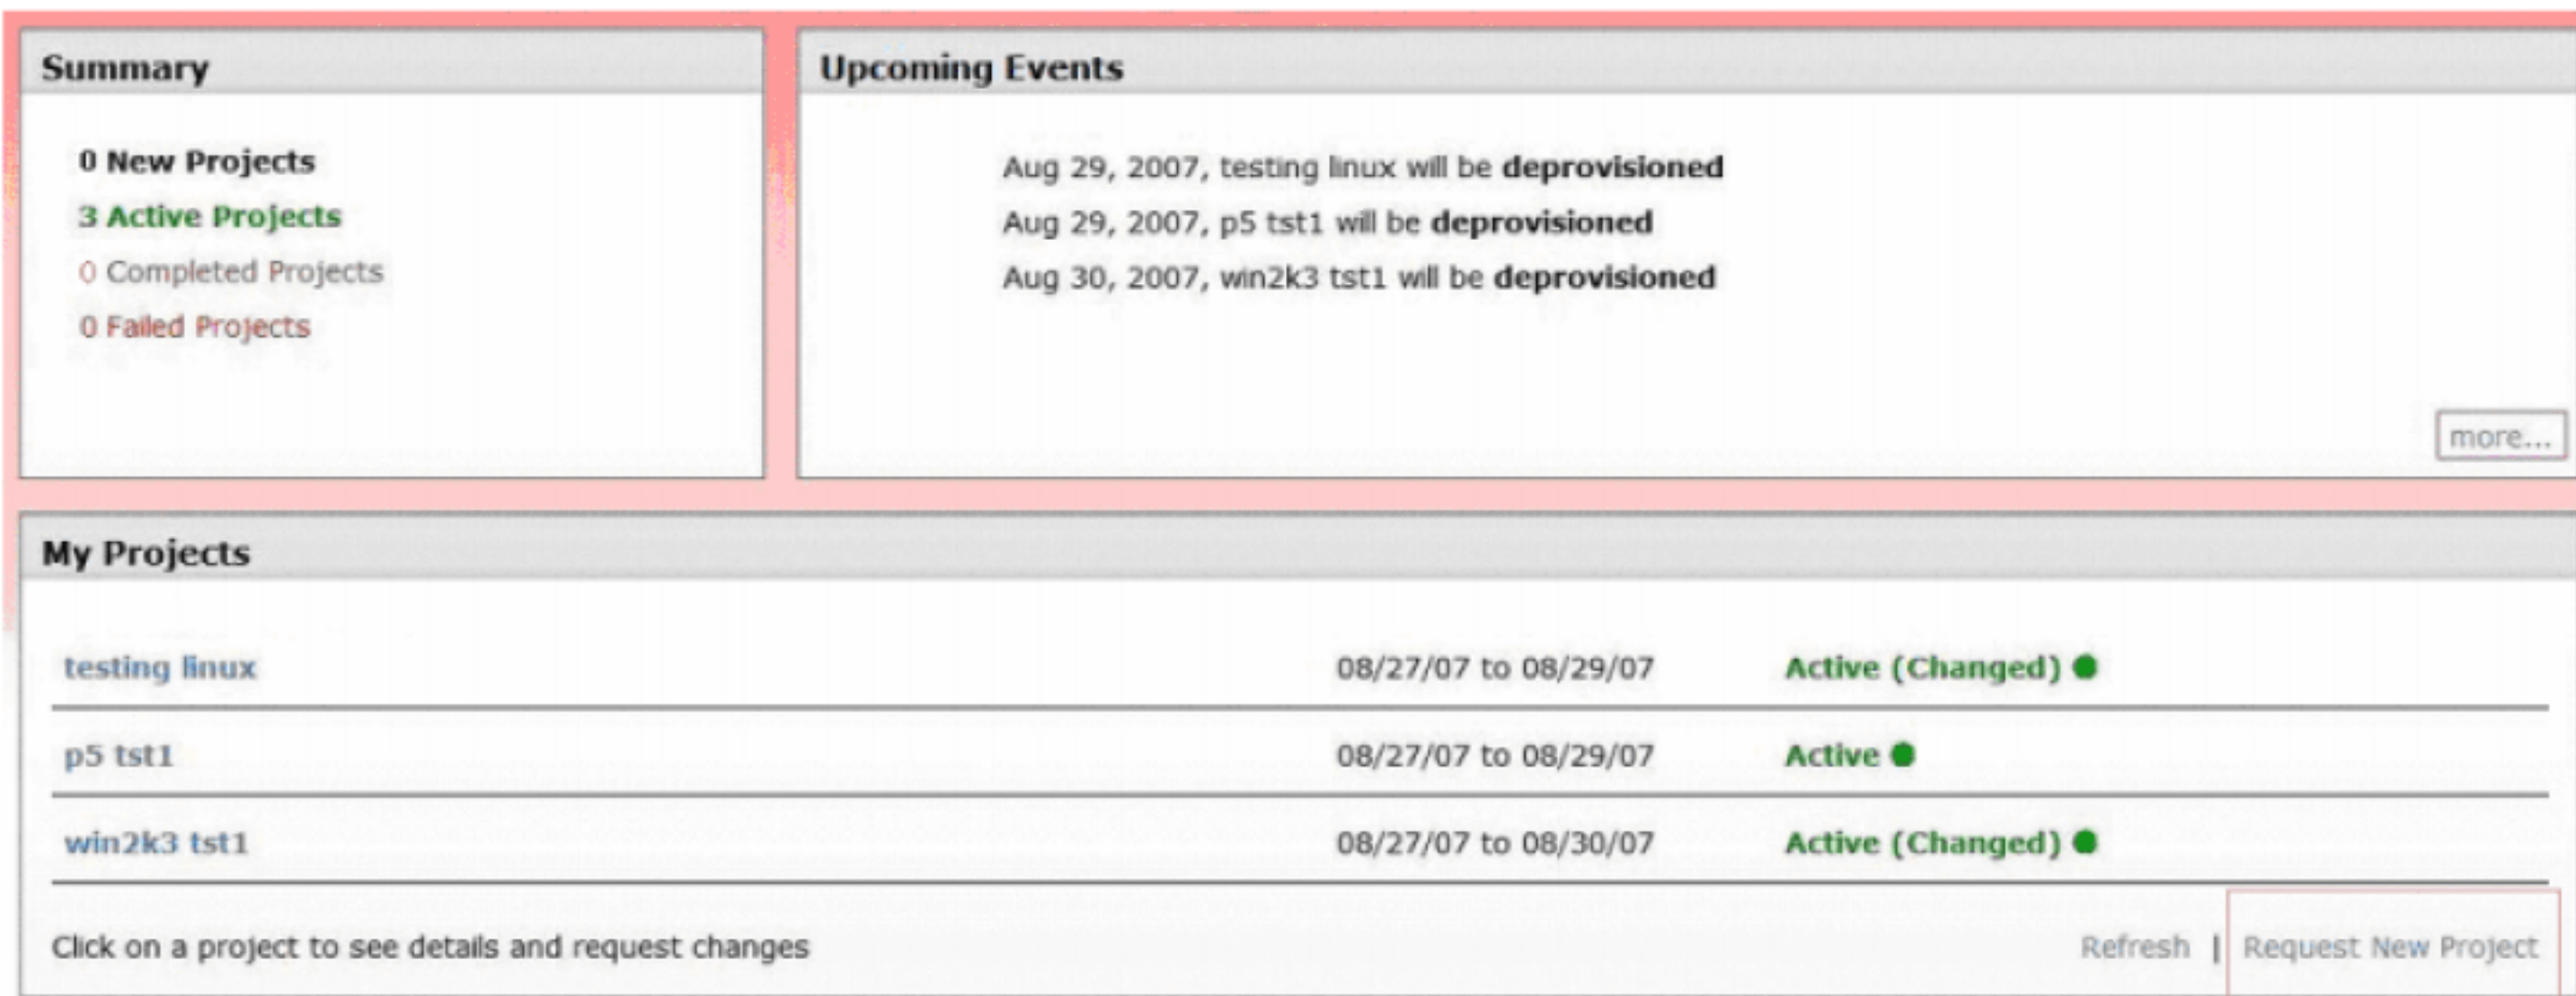 Summary
0 New Projects
3 Active Projects
0 Completed Projects
0 Failed Projects
Upcoming Events
Aug 29, 2007, testing linux will be deprovisioned
Aug 29, 2007, p5 tst1 will be deprovisioned
Aug 30, 2007, win2k3 tst1 will be deprovisioned
more...
My Projects
testing linux 08/27/07 to 08/29/07 Active (Changed)
p5 tst1 08/27/07 to 08/29/07 Active
win2k3 tst1 08/27/07 to 08/30/07 Active (Changed)
Click on a project to see details and request changes Refresh | Request New Project